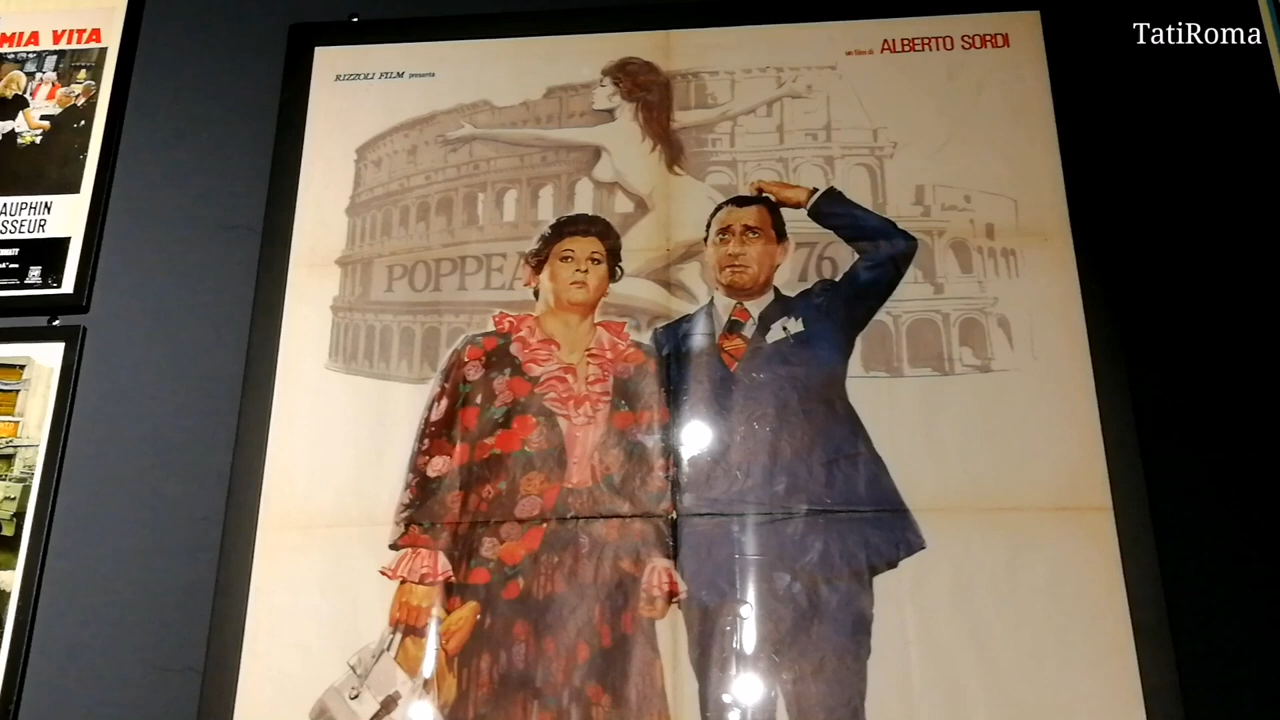 MIA VITA
AUPHIN
SSEUR
RIZZOLI FILM presenta
un film di ALBERTO SORDI
POPPEA
76
TatiRoma